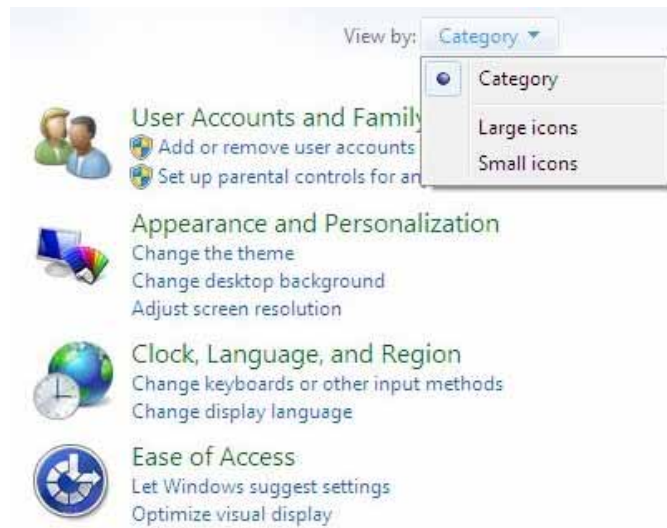 View by: Category
Category
Large icons
Small icons
User Accounts and Family
Add or remove user accounts
Set up parental controls for
Appearance and Personalization
Change the theme
Change desktop background
Adjust screen resolution
Clock, Language, and Region
Change keyboards or other input methods
Change display language
Ease of Access
Let Windows suggest settings
Optimize visual display